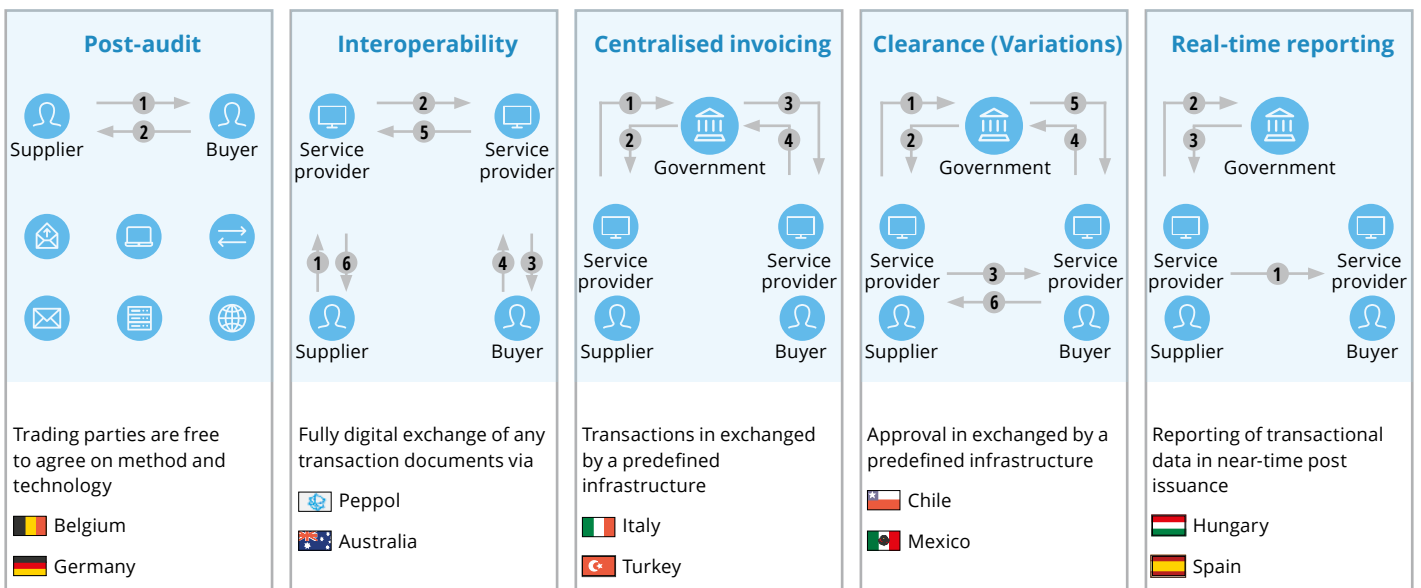 Post-audit
1
2
Supplier
Buyer
Trading parties are free
to agree on method and
technology
Belgium
Germany
Interoperability
2
5
Service
provider
Service
provider
1
6
4
3
Supplier
Buyer
Fully digital exchange of any
transaction documents via
Peppol
Australia
Centralised invoicing
1
3
2
4
Government
Service
provider
Service
provider
Supplier
Buyer
Transactions in exchanged
by a predefined
infrastructure
Italy
Turkey
Clearance (Variations)
1
5
2
4
Government
Service
provider
Service
provider
3
6
Supplier
Buyer
Approval in exchanged by a
predefined infrastructure
Chile
Mexico
Real-time reporting
2
3
Government
Service
provider
Service
provider
1
Supplier
Buyer
Reporting of transactional
data in near-time post
issuance
Hungary
Spain